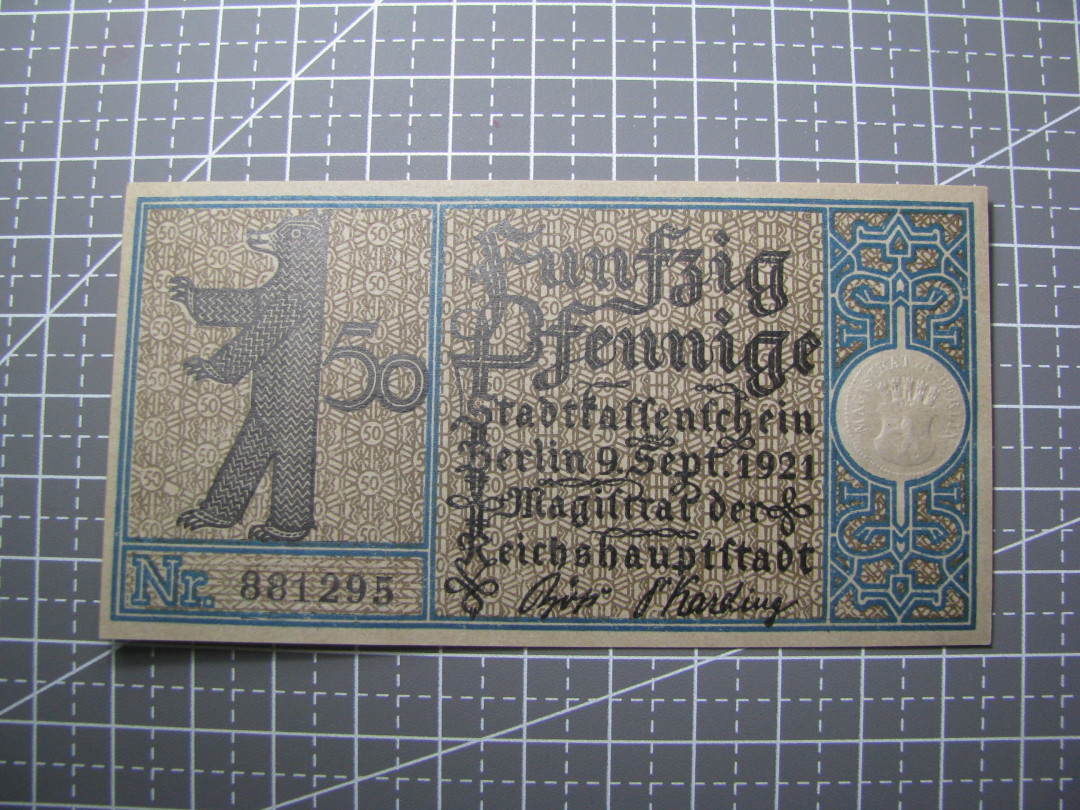 50
Fünfzig
Pfennige
Stadtkassenschein
Berlin 9. Sept. 1921
Magistrat der
Reichshauptstadt
Nr. 881295